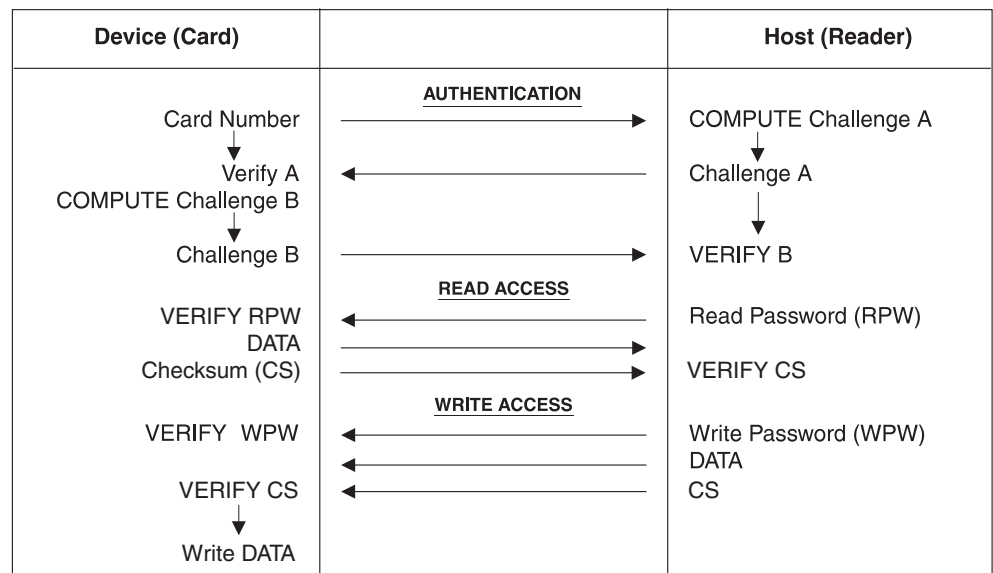 Device (Card) Host (Reader)
AUTHENTICATION
Card Number COMPUTE Challenge A
Verify A Challenge A
COMPUTE Challenge B
Challenge B VERIFY B
READ ACCESS
VERIFY RPW Read Password (RPW)
DATA
Checksum (CS) VERIFY CS
WRITE ACCESS
VERIFY WPW Write Password (WPW)
DATA
VERIFY CS CS
Write DATA